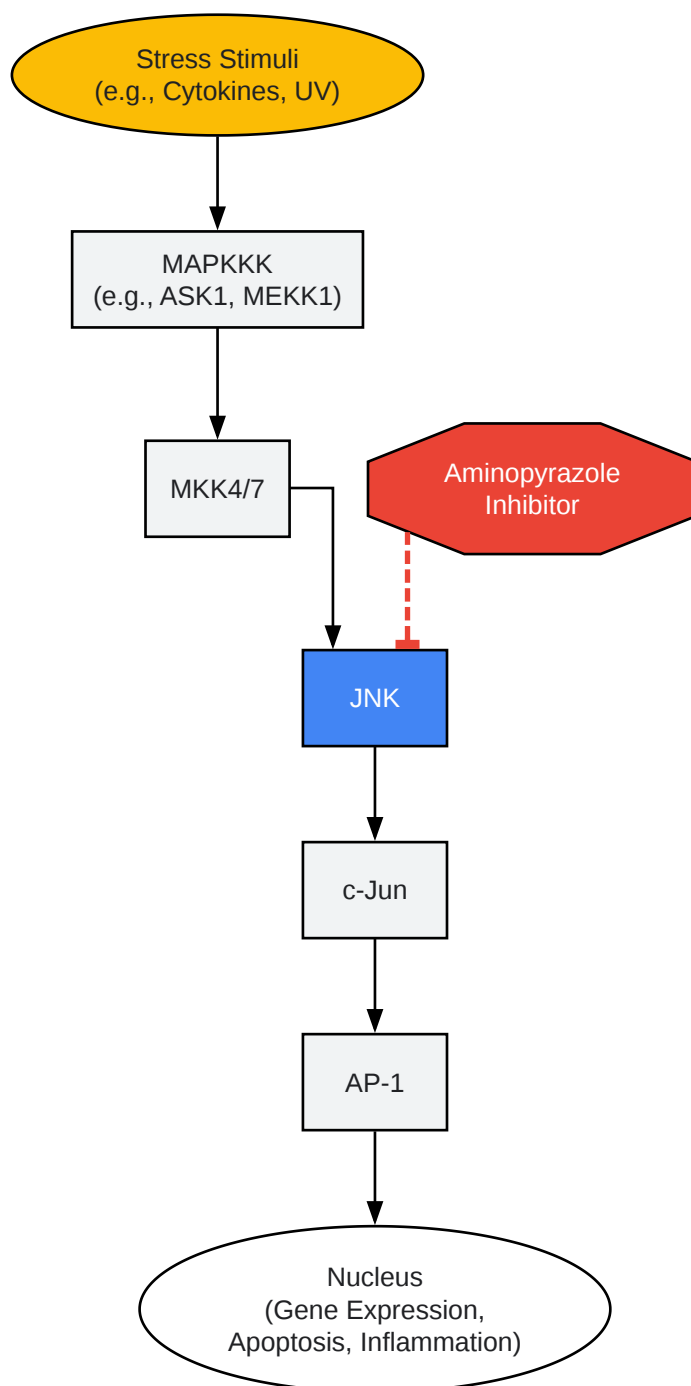 Stress Stimuli
(e.g., Cytokines, UV)
MAPKKK
(e.g., ASK1, MEKK1)
MKK4/7
Aminopyrazole
Inhibitor
JNK
c-Jun
AP-1
Nucleus
(Gene Expression,
Apoptosis, Inflammation)